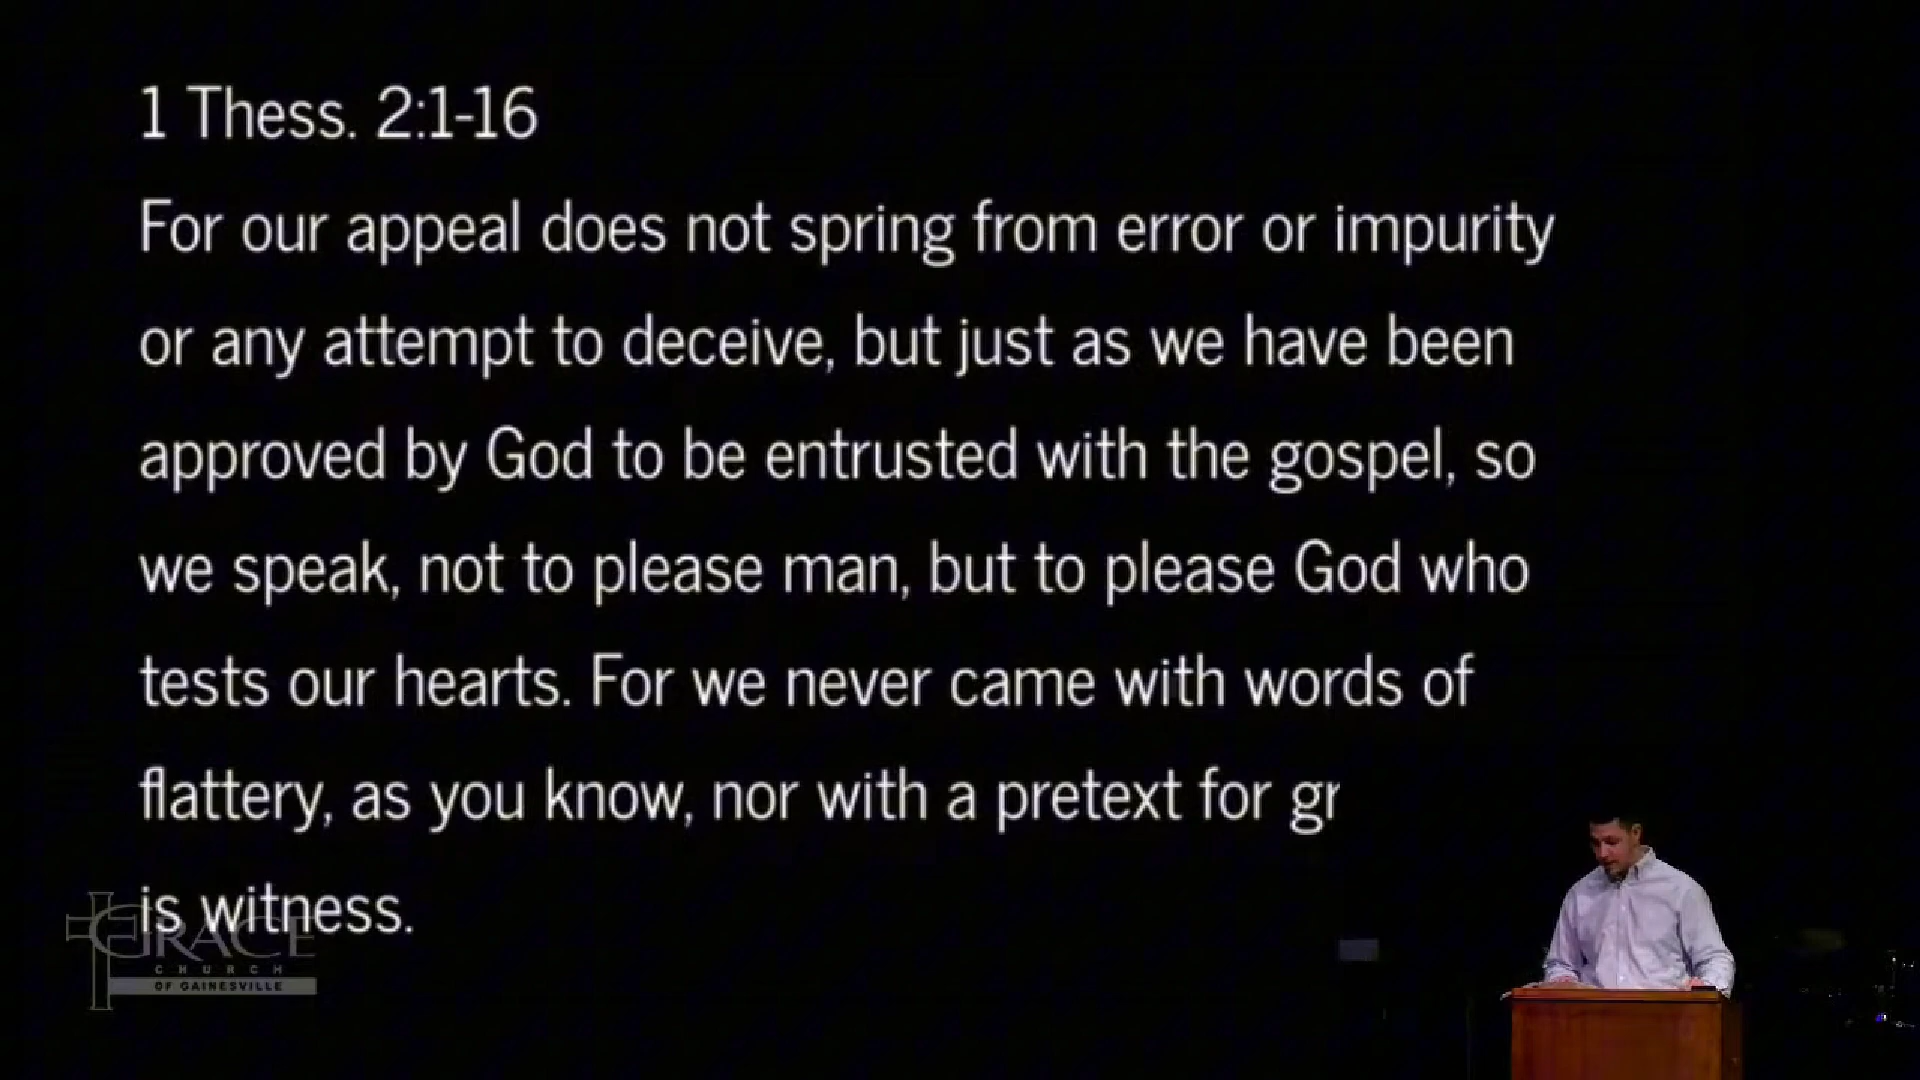 1 Thess. 2:1-16
For our appeal does not spring from error or impurity
or any attempt to deceive, but just as we have been
approved by God to be entrusted with the gospel, so
we speak, not to please man, but to please God who
tests our hearts. For we never came with words of
flattery, as you know, nor with a pretext for gr
is witness.
GRACE
CHURCH
OF GAINESVILLE